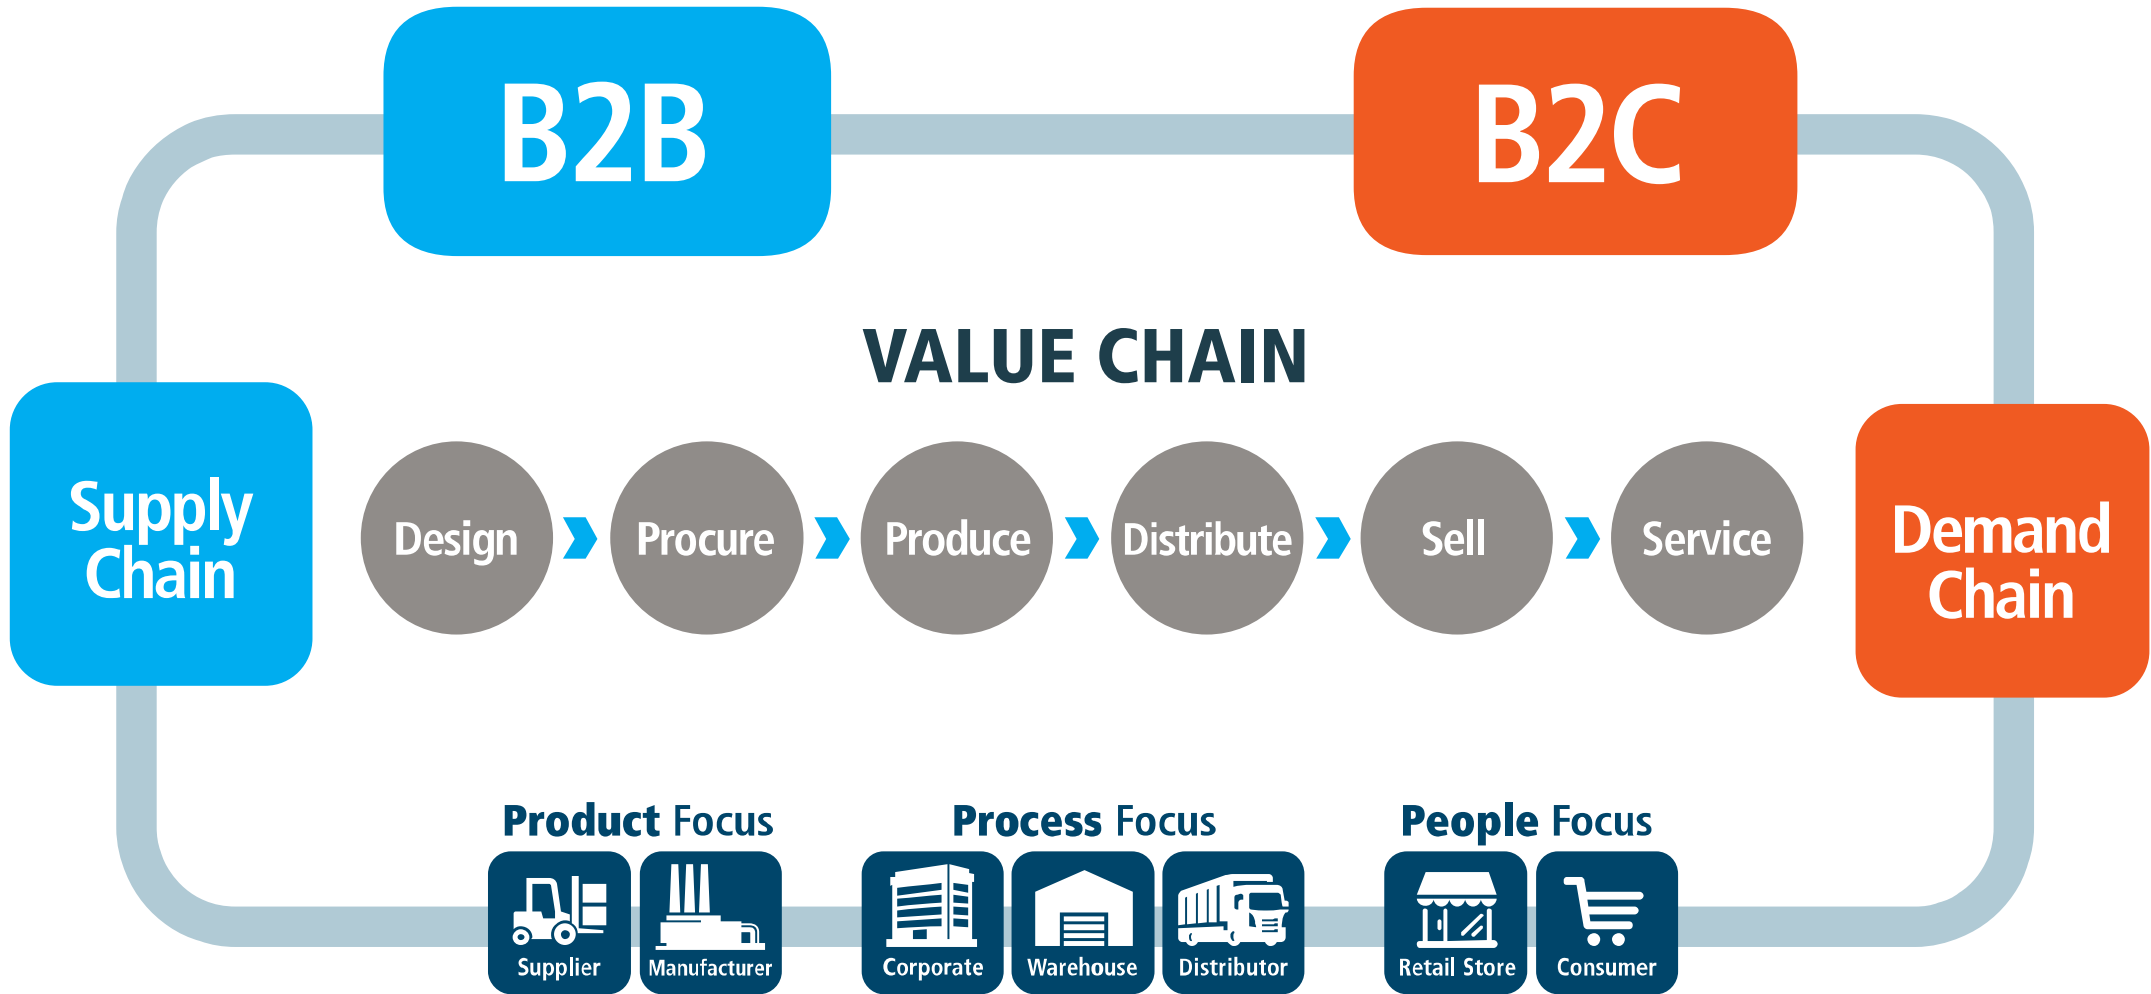 B2B
B2C
VALUE CHAIN
Supply
Chain
Design
Procure
Produce
Distribute
Sell
Service
Demand
Chain
Product Focus
Process Focus
People Focus
Supplier
Manufacturer
Corporate
Warehouse
Distributor
Retail Store
Consumer